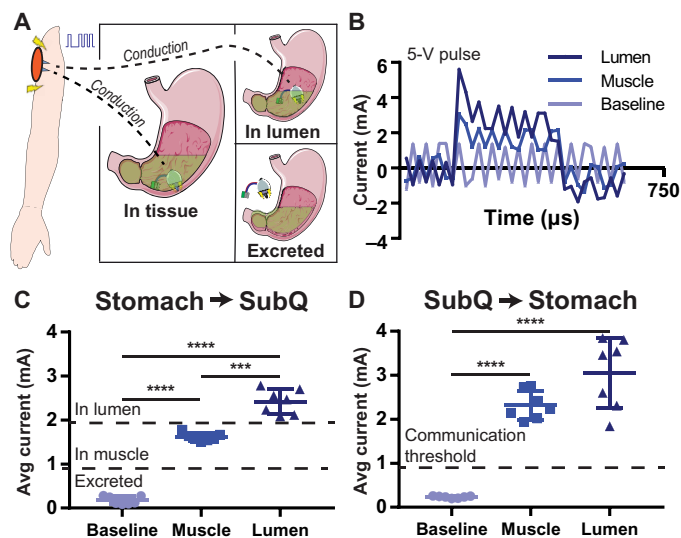 A
Conduction
Conduction
In tissue
In lumen
Excreted
B
5-V pulse
Lumen
Muscle
Baseline
Current (mA)
6
4
2
0
−2
−4
750
Time (µs)
C
Stomach → SubQ
Avg current (mA)
4
3
2
1
0
****
****
***
In lumen
In muscle
Excreted
Baseline Muscle Lumen
D
SubQ → Stomach
Avg current (mA)
4
3
2
1
0
****
****
Communication
threshold
Baseline Muscle Lumen